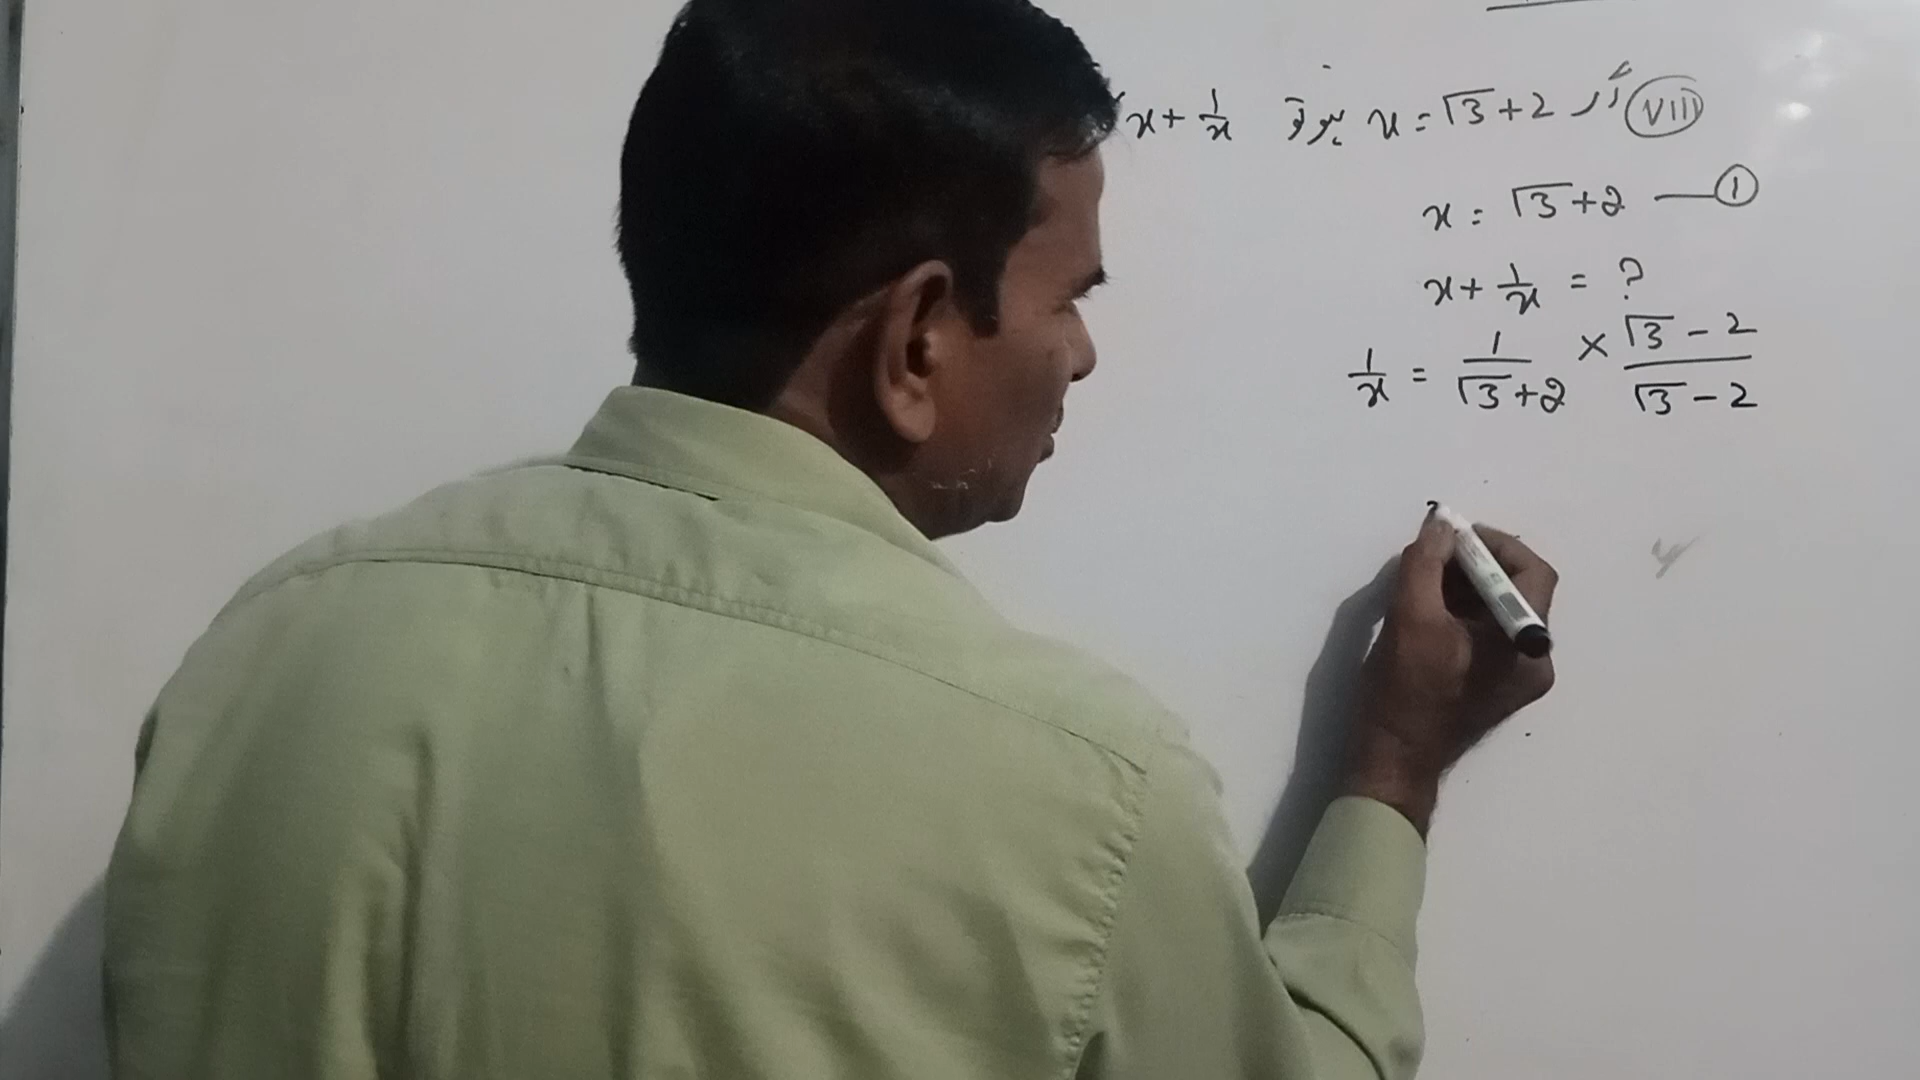 (VIII) اگر x = √3 + 2 ہو تو x + 1/x
x = √3 + 2 — (1)
x + 1/x = ?
1/x = 1/(√3 + 2) × (√3 - 2)/(√3 - 2)